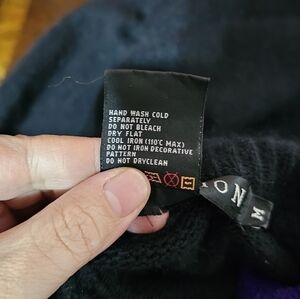 HAND WASH COLD
SEPARATELY
DO NOT BLEACH
DRY FLAT
COOL IRON (110°C MAX)
DO NOT IRON DECORATIVE
PATTERN
DO NOT DRYCLEAN
ON
M